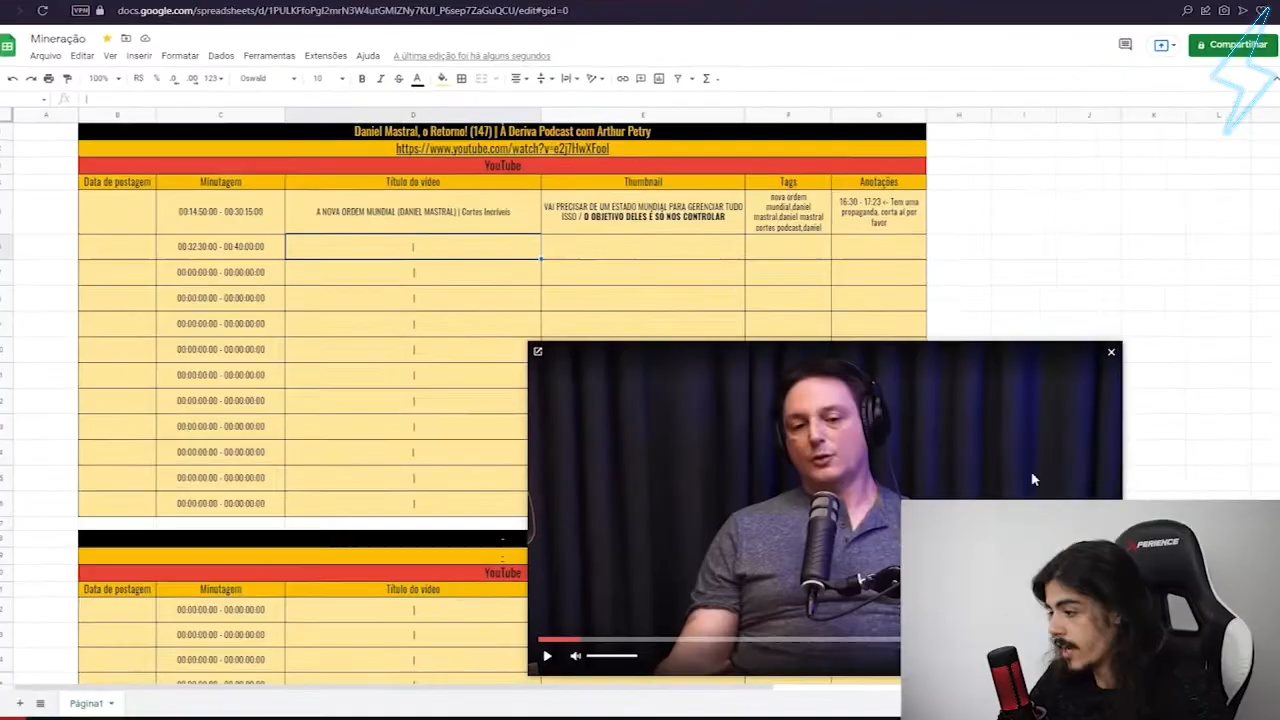 VPN docs.google.com/spreadsheets/d/1PULKFfoPgI2mrN3W4utGMIZNy7KUI_P6sep7ZaGuQCU/edit#gid=0
Mineração
Arquivo Editar Ver Inserir Formatar Dados Ferramentas Extensões Ajuda A última edição foi há alguns segundos
Compartilhar
100% R$ % .0 .00 123 Oswald 10
A B C D E F G H I J K L
Daniel Mastral, o Retorno! (147) | À Deriva Podcast com Arthur Petry
https://www.youtube.com/watch?v=e2j7HwXFooI
YouTube
Data de postagem Minutagem Título do vídeo Thumbnail Tags Anotações
00:14:50:00 - 00:30:15:00
A NOVA ORDEM MUNDIAL (DANIEL MASTRAL) | Cortes Incríveis
VAI PRECISAR DE UM ESTADO MUNDIAL PARA GERENCIAR TUDO
ISSO / O OBJETIVO DELES É SÓ NOS CONTROLAR
nova ordem
mundial,daniel
mastral,daniel mastral
cortes podcast,daniel
16:30 - 17:23 <- Tem uma
propaganda, corta aí por
favor
00:32:30:00 - 00:40:00:00 |
00:00:00:00 - 00:00:00:00 |
00:00:00:00 - 00:00:00:00 |
00:00:00:00 - 00:00:00:00 |
00:00:00:00 - 00:00:00:00 |
00:00:00:00 - 00:00:00:00 |
00:00:00:00 - 00:00:00:00 |
00:00:00:00 - 00:00:00:00 |
00:00:00:00 - 00:00:00:00 |
00:00:00:00 - 00:00:00:00 |
00:00:00:00 - 00:00:00:00 |
-
-
YouTube
Data de postagem Minutagem Título do vídeo
00:00:00:00 - 00:00:00:00 |
00:00:00:00 - 00:00:00:00 |
00:00:00:00 - 00:00:00:00 |
XPERIENCE
Página1